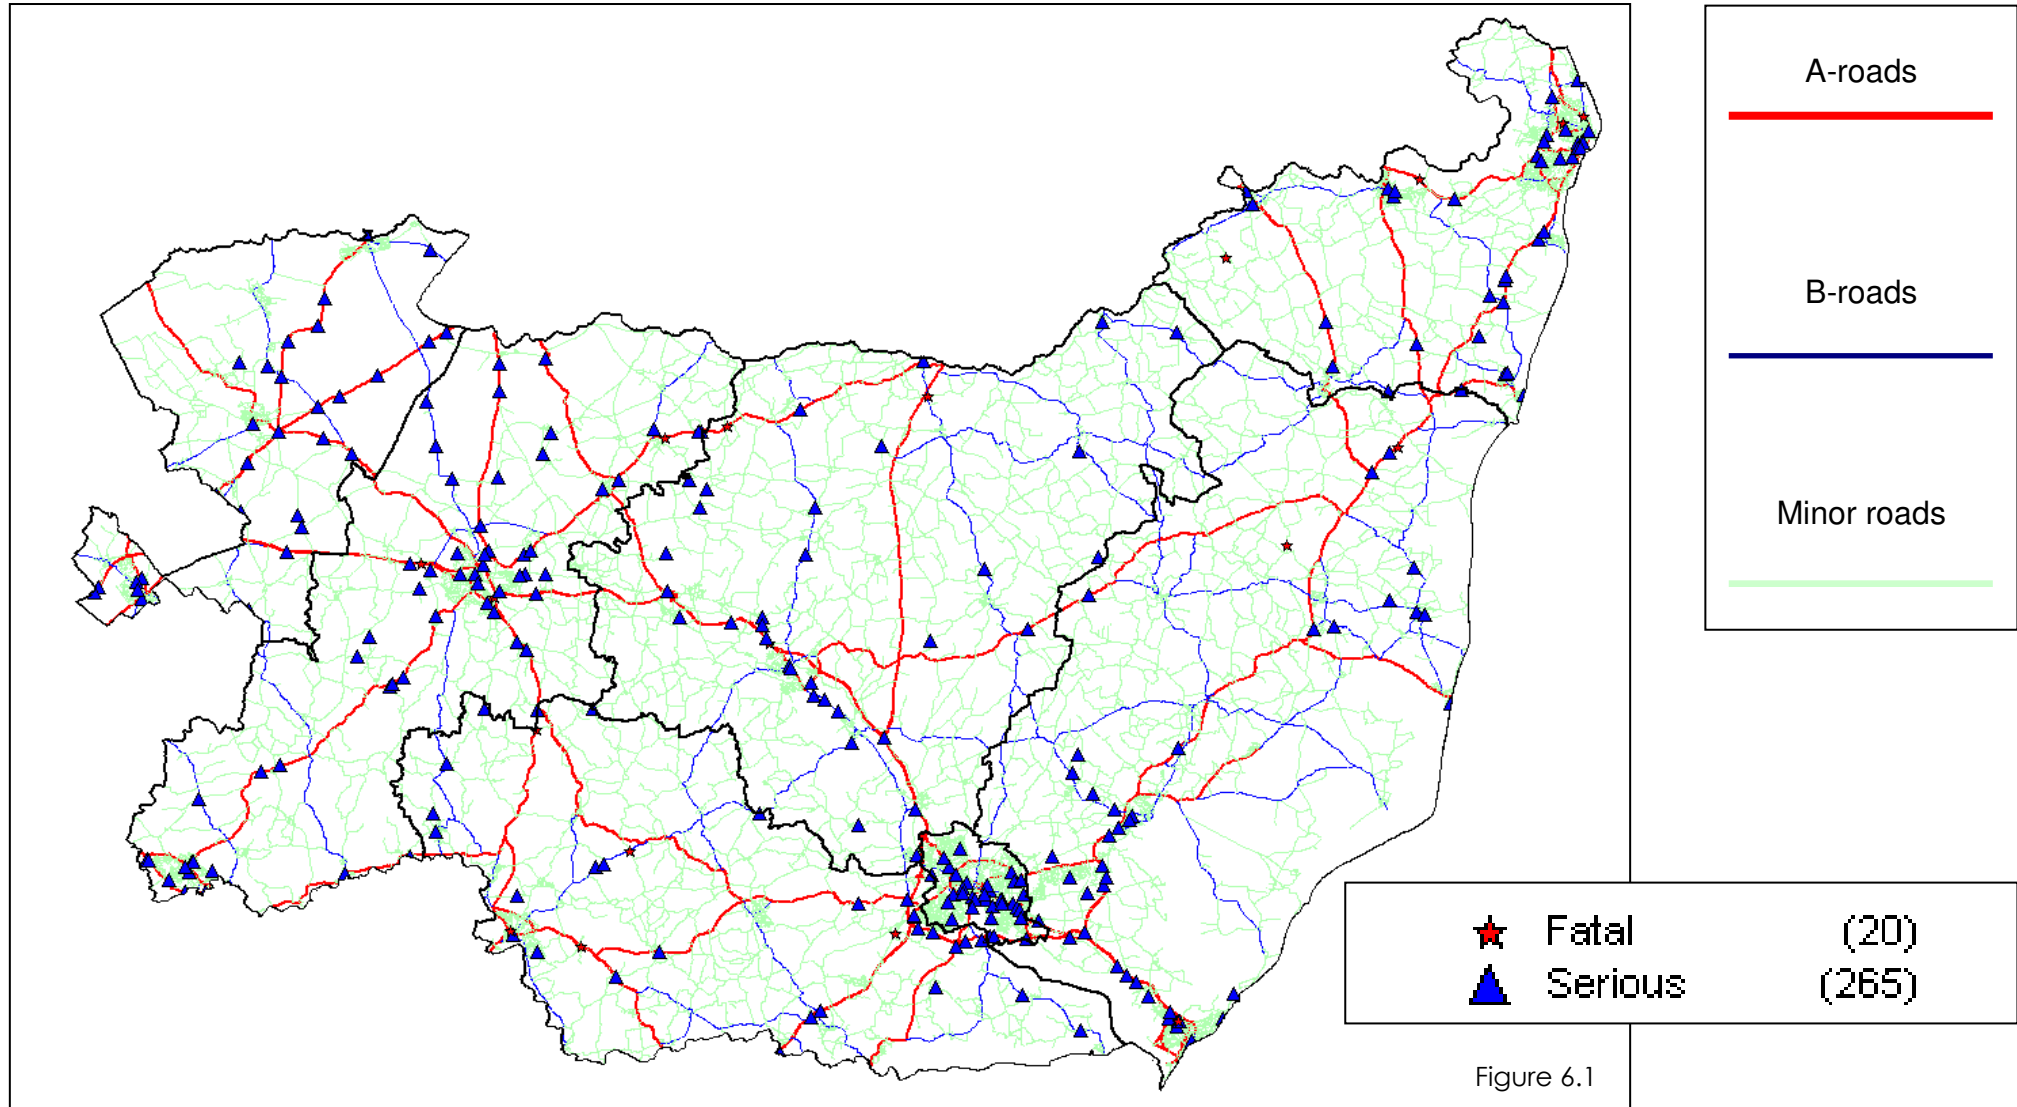 A-roads
B-roads
Minor roads
Fatal (20)
Serious (265)
Figure 6.1